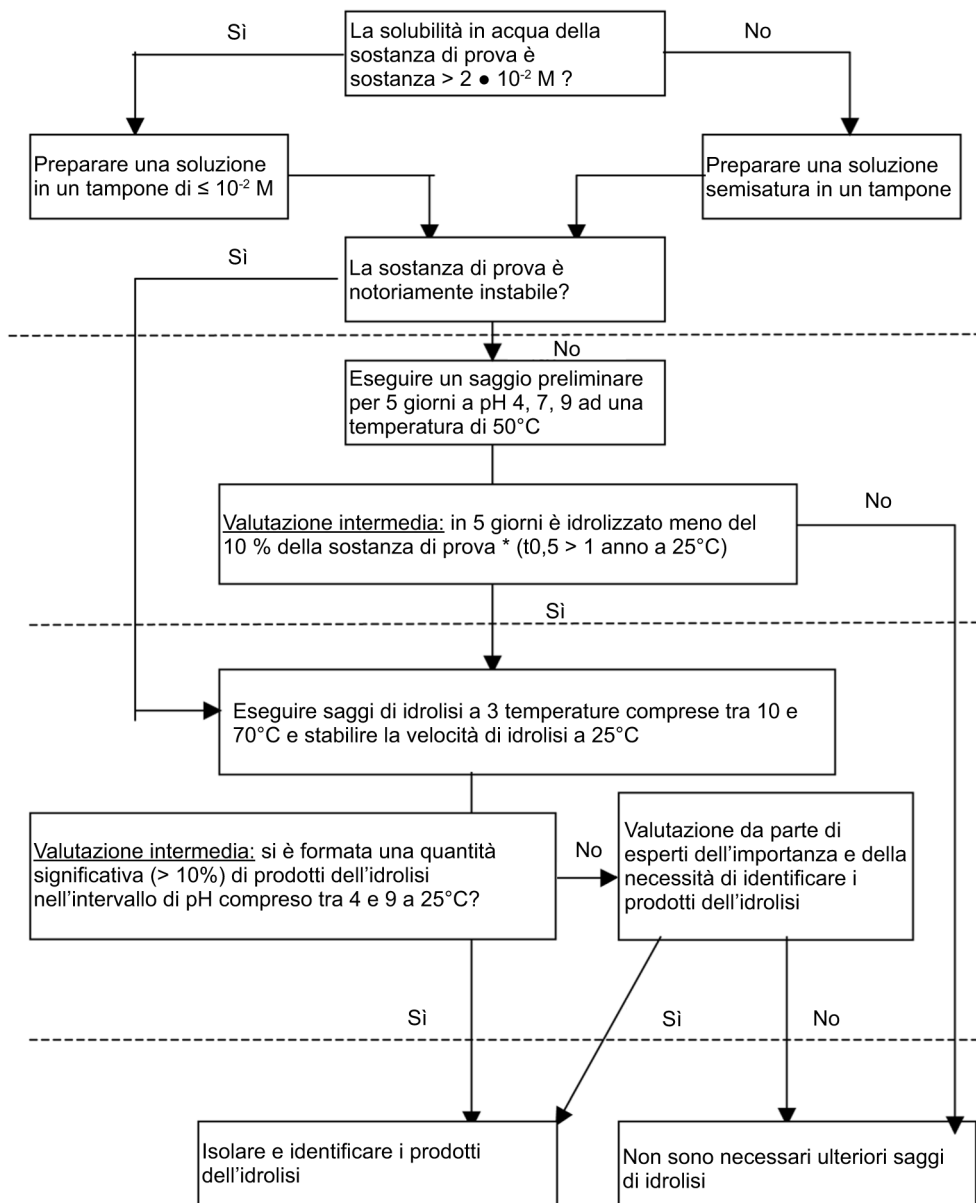 Sì
La solubilità in acqua della
sostanza di prova è
sostanza > 2 ● 10⁻² M ?
No
Preparare una soluzione
in un tampone di ≤ 10⁻² M
Preparare una soluzione
semisatura in un tampone
Sì
La sostanza di prova è
notoriamente instabile?
No
Eseguire un saggio preliminare
per 5 giorni a pH 4, 7, 9 ad una
temperatura di 50°C
No
Valutazione intermedia: in 5 giorni è idrolizzato meno del
10 % della sostanza di prova * (t0,5 > 1 anno a 25°C)
Sì
Eseguire saggi di idrolisi a 3 temperature comprese tra 10 e
70°C e stabilire la velocità di idrolisi a 25°C
Valutazione intermedia: si è formata una quantità
significativa (> 10%) di prodotti dell’idrolisi
nell’intervallo di pH compreso tra 4 e 9 a 25°C?
No
Valutazione da parte di
esperti dell’importanza e della
necessità di identificare i
prodotti dell’idrolisi
Sì
Sì
No
Isolare e identificare i prodotti
dell’idrolisi
Non sono necessari ulteriori saggi
di idrolisi